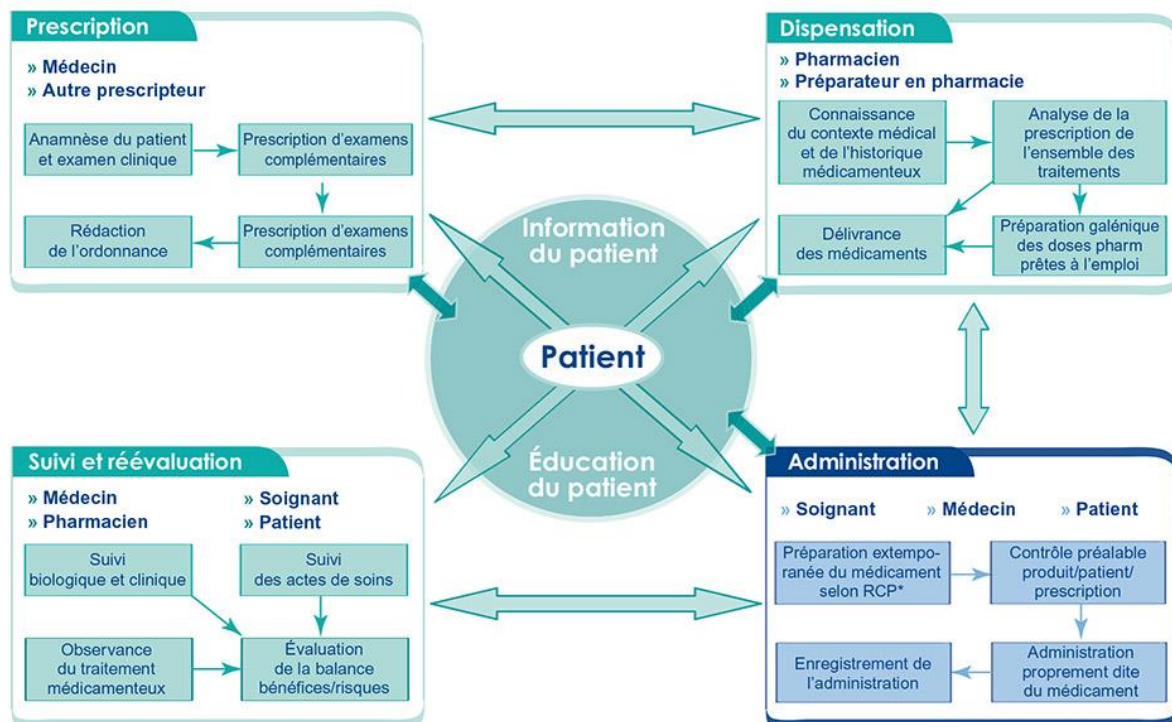 Prescription
» Médecin
» Autre prescripteur
Anamnèse du patient
et examen clinique
Prescription d'examens
complémentaires
Rédaction
de l'ordonnance
Prescription d'examens
complémentaires
Dispensation
» Pharmacien
» Préparateur en pharmacie
Connaissance
du contexte médical
et de l'historique
médicamenteux
Analyse de la
prescription de
l'ensemble des
traitements
Délivrance
des médicaments
Préparation galénique
des doses pharm
prêtes à l'emploi
Information
du patient
Patient
Éducation
du patient
Suivi et réévaluation
» Médecin
» Pharmacien
» Soignant
» Patient
Suivi
biologique et clinique
Suivi
des actes de soins
Observance
du traitement
médicamenteux
Évaluation
de la balance
bénéfices/risques
Administration
» Soignant
» Médecin
» Patient
Préparation extempo-
ranée du médicament
selon RCP*
Contrôle préalable
produit/patient/
prescription
Enregistrement de
l'administration
Administration
proprement dite
du médicament